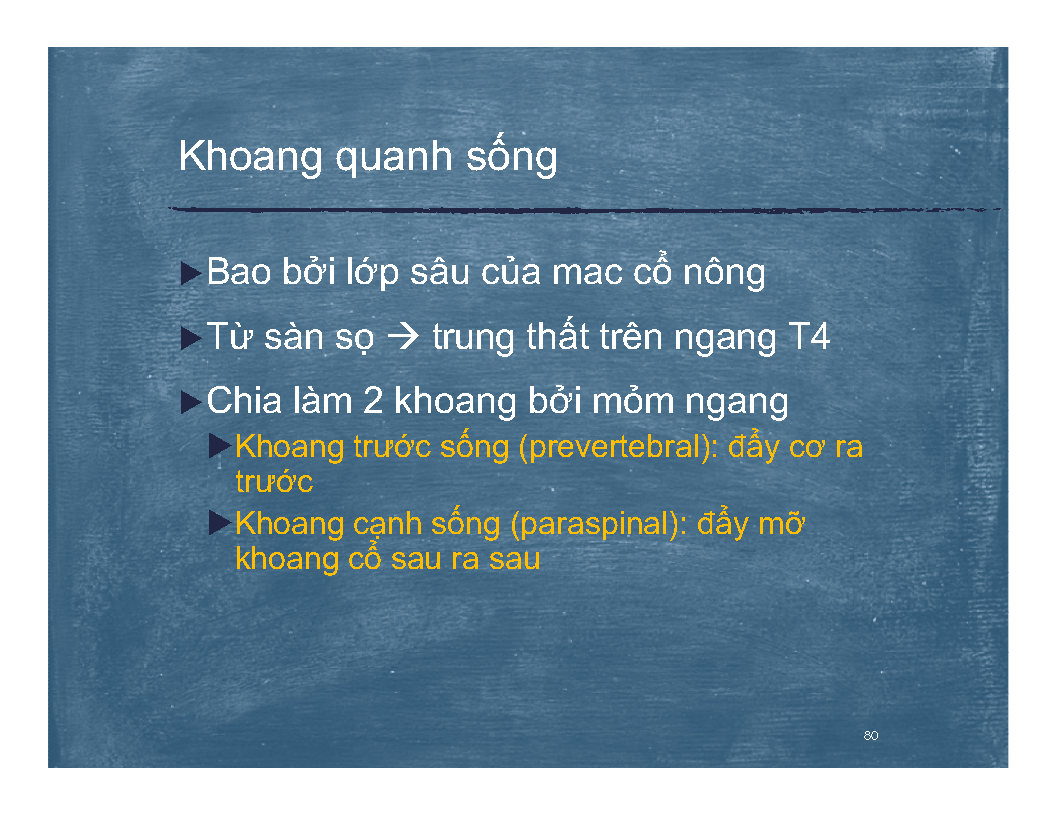 Khoang quanh sống
▶Bao bởi lớp sâu của mac cổ nông
▶Từ sàn sọ → trung thất trên ngang T4
▶Chia làm 2 khoang bởi mỏm ngang
▶Khoang trước sống (prevertebral): đẩy cơ ra
trước
▶Khoang cạnh sống (paraspinal): đẩy mỡ
khoang cổ sau ra sau
80